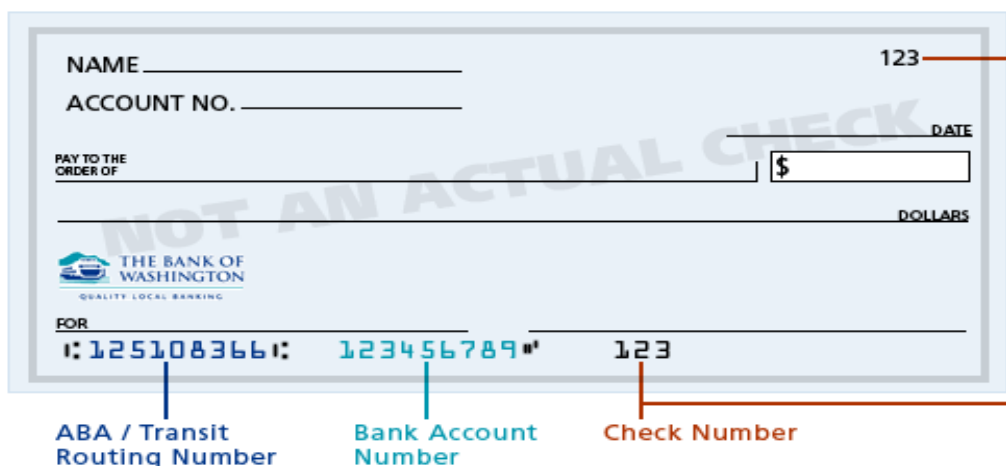 NAME
123
ACCOUNT NO.
DATE
PAY TO THE
ORDER OF
$
NOT AN ACTUAL CHECK
DOLLARS
THE BANK OF
WASHINGTON
QUALITY LOCAL BANKING
FOR
⑆125108366⑆ 123456789⑈ 123
ABA / Transit
Routing Number
Bank Account
Number
Check Number